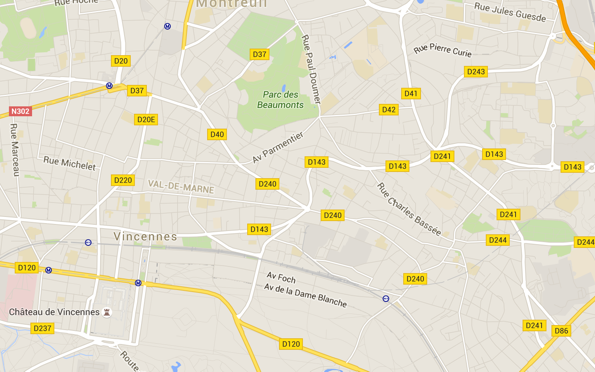 Rue Hoche
Montreuil
Rue Jules Guesde
D240
Rue Pierre Curie
D20
D37
Rue Paul Doumer
D243
D37
D41
Parc des
Beaumonts
N302
D42
D20E
D40
Rue Marceau
Av Parmentier
Rue Michelet
D143
D143
D241
D143
D143
D220
VAL-DE-MARNE
D240
Rue Charles Bassée
D240
D241
D143
Vincennes
D244
D244
D120
Av Foch
D240
Av de la Dame Blanche
Château de Vincennes
D237
D241
D86
D120
Route